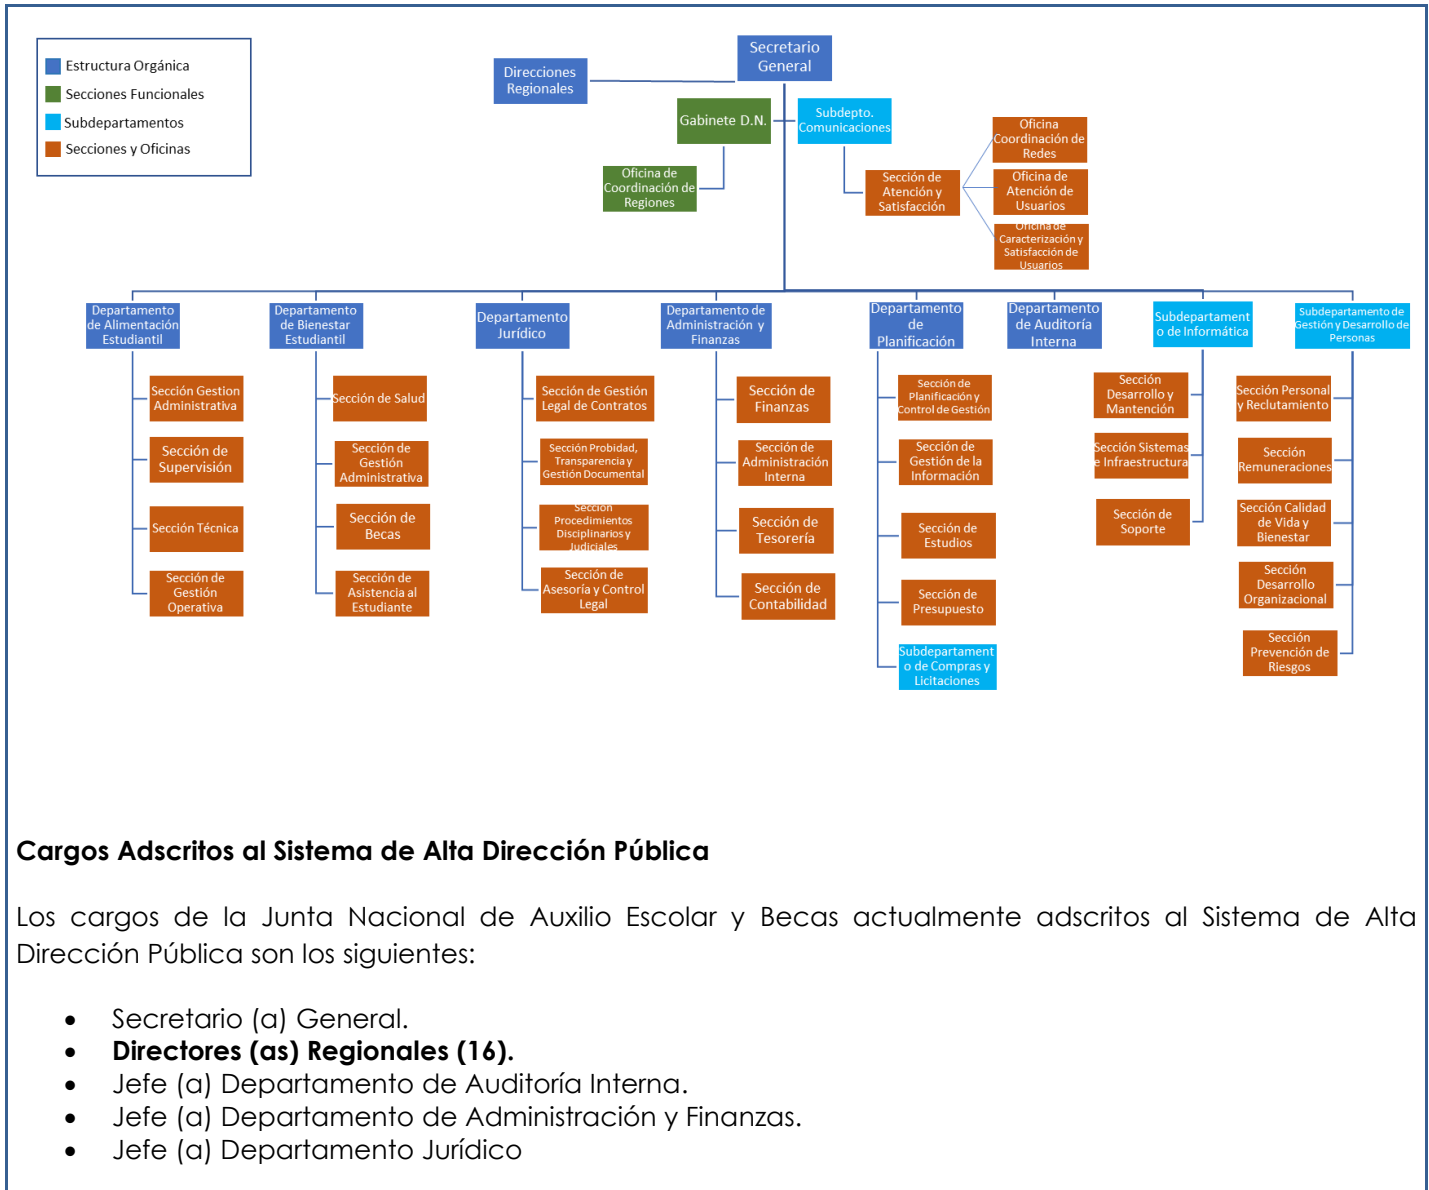 Estructura Orgánica
Secciones Funcionales
Subdepartamentos
Secciones y Oficinas
Secretario
General
Direcciones
Regionales
Gabinete D.N.
Subdepto.
Comunicaciones
Oficina de
Coordinación de
Regiones
Sección de
Atención y
Satisfacción
Oficina
Coordinación de
Redes
Oficina de
Atención de
Usuarios
Oficina de
Caracterización y
Satisfacción de
Usuarios
Departamento
de Alimentación
Estudiantil
Departamento
de Bienestar
Estudiantil
Departamento
Jurídico
Departamento de
Administración y
Finanzas
Departamento
de
Planificación
Departamento
de Auditoría
Interna
Subdepartament
o de Informática
Subdepartamento de
Gestión y Desarrollo de
Personas
Sección Gestion
Administrativa
Sección de
Supervisión
Sección Técnica
Sección de
Gestión
Operativa
Sección de Salud
Sección de
Gestión
Administrativa
Sección de
Becas
Sección de
Asistencia al
Estudiante
Sección de Gestión
Legal de Contratos
Sección Probidad,
Transparencia y
Gestión Documental
Sección
Procedimientos
Disciplinarios y
Judiciales
Sección de
Asesoría y Control
Legal
Sección de
Finanzas
Sección de
Administración
Interna
Sección de
Tesorería
Sección de
Contabilidad
Sección de
Planificación y
Control de Gestión
Sección de
Gestión de la
Información
Sección de
Estudios
Sección de
Presupuesto
Subdepartament
o de Compras y
Licitaciones
Sección
Desarrollo y
Mantención
Sección Sistemas
e Infraestructura
Sección de
Soporte
Sección Personal
y Reclutamiento
Sección
Remuneraciones
Sección Calidad
de Vida y
Bienestar
Sección
Desarrollo
Organizacional
Sección
Prevención de
Riesgos
Cargos Adscritos al Sistema de Alta Dirección Pública
Los cargos de la Junta Nacional de Auxilio Escolar y Becas actualmente adscritos al Sistema de Alta
Dirección Pública son los siguientes:
• Secretario (a) General.
• Directores (as) Regionales (16).
• Jefe (a) Departamento de Auditoría Interna.
• Jefe (a) Departamento de Administración y Finanzas.
• Jefe (a) Departamento Jurídico